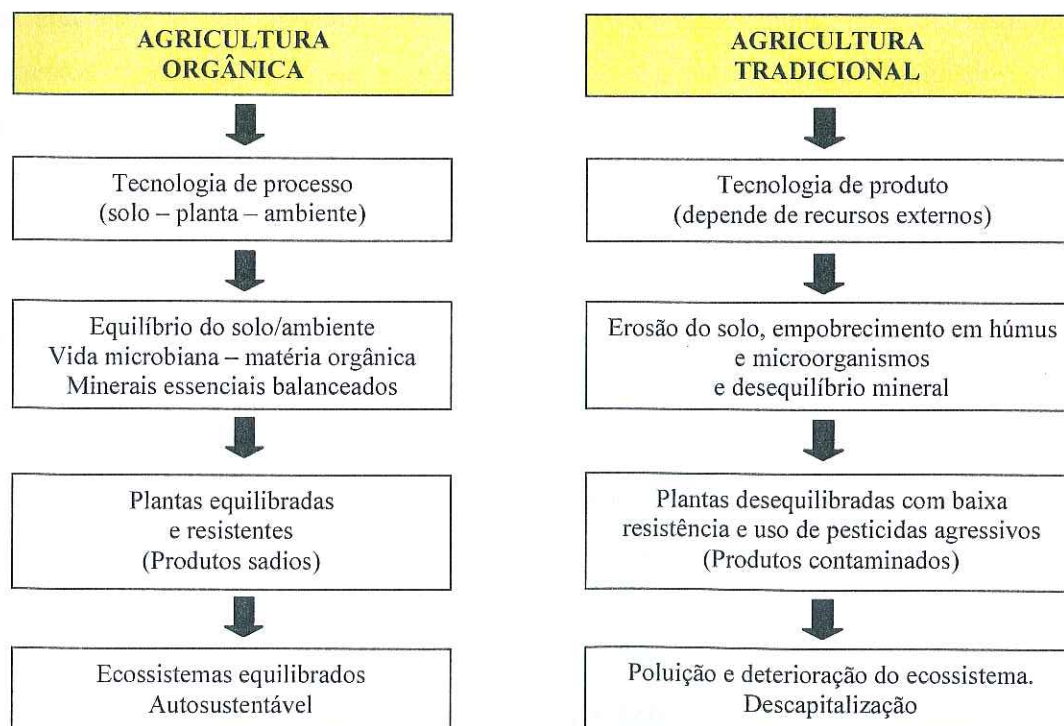 AGRICULTURA
ORGÂNICA
Tecnologia de processo
(solo – planta – ambiente)
Equilíbrio do solo/ambiente
Vida microbiana – matéria orgânica
Minerais essenciais balanceados
Plantas equilibradas
e resistentes
(Produtos sadios)
Ecossistemas equilibrados
Autosustentável
AGRICULTURA
TRADICIONAL
Tecnologia de produto
(depende de recursos externos)
Erosão do solo, empobrecimento em húmus
e microorganismos
e desequilíbrio mineral
Plantas desequilibradas com baixa
resistência e uso de pesticidas agressivos
(Produtos contaminados)
Poluição e deterioração do ecossistema.
Descapitalização